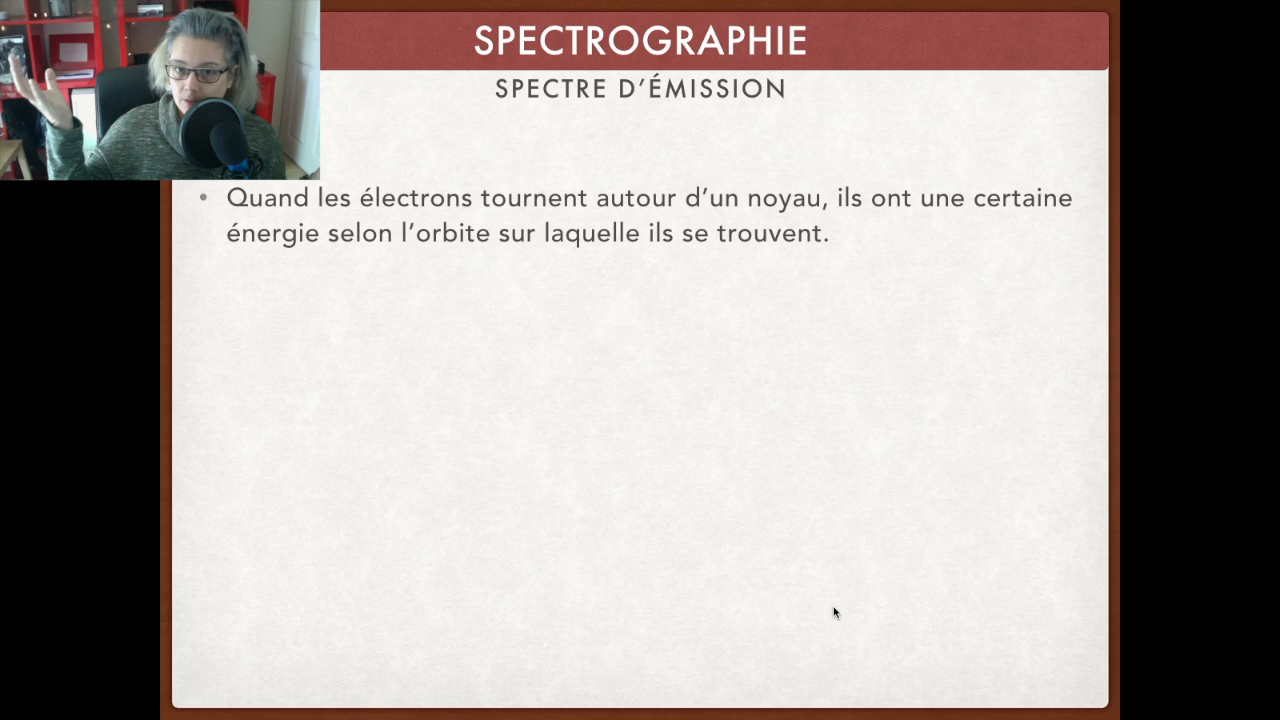 SPECTROGRAPHIE
SPECTRE D’ÉMISSION
• Quand les électrons tournent autour d’un noyau, ils ont une certaine
énergie selon l’orbite sur laquelle ils se trouvent.